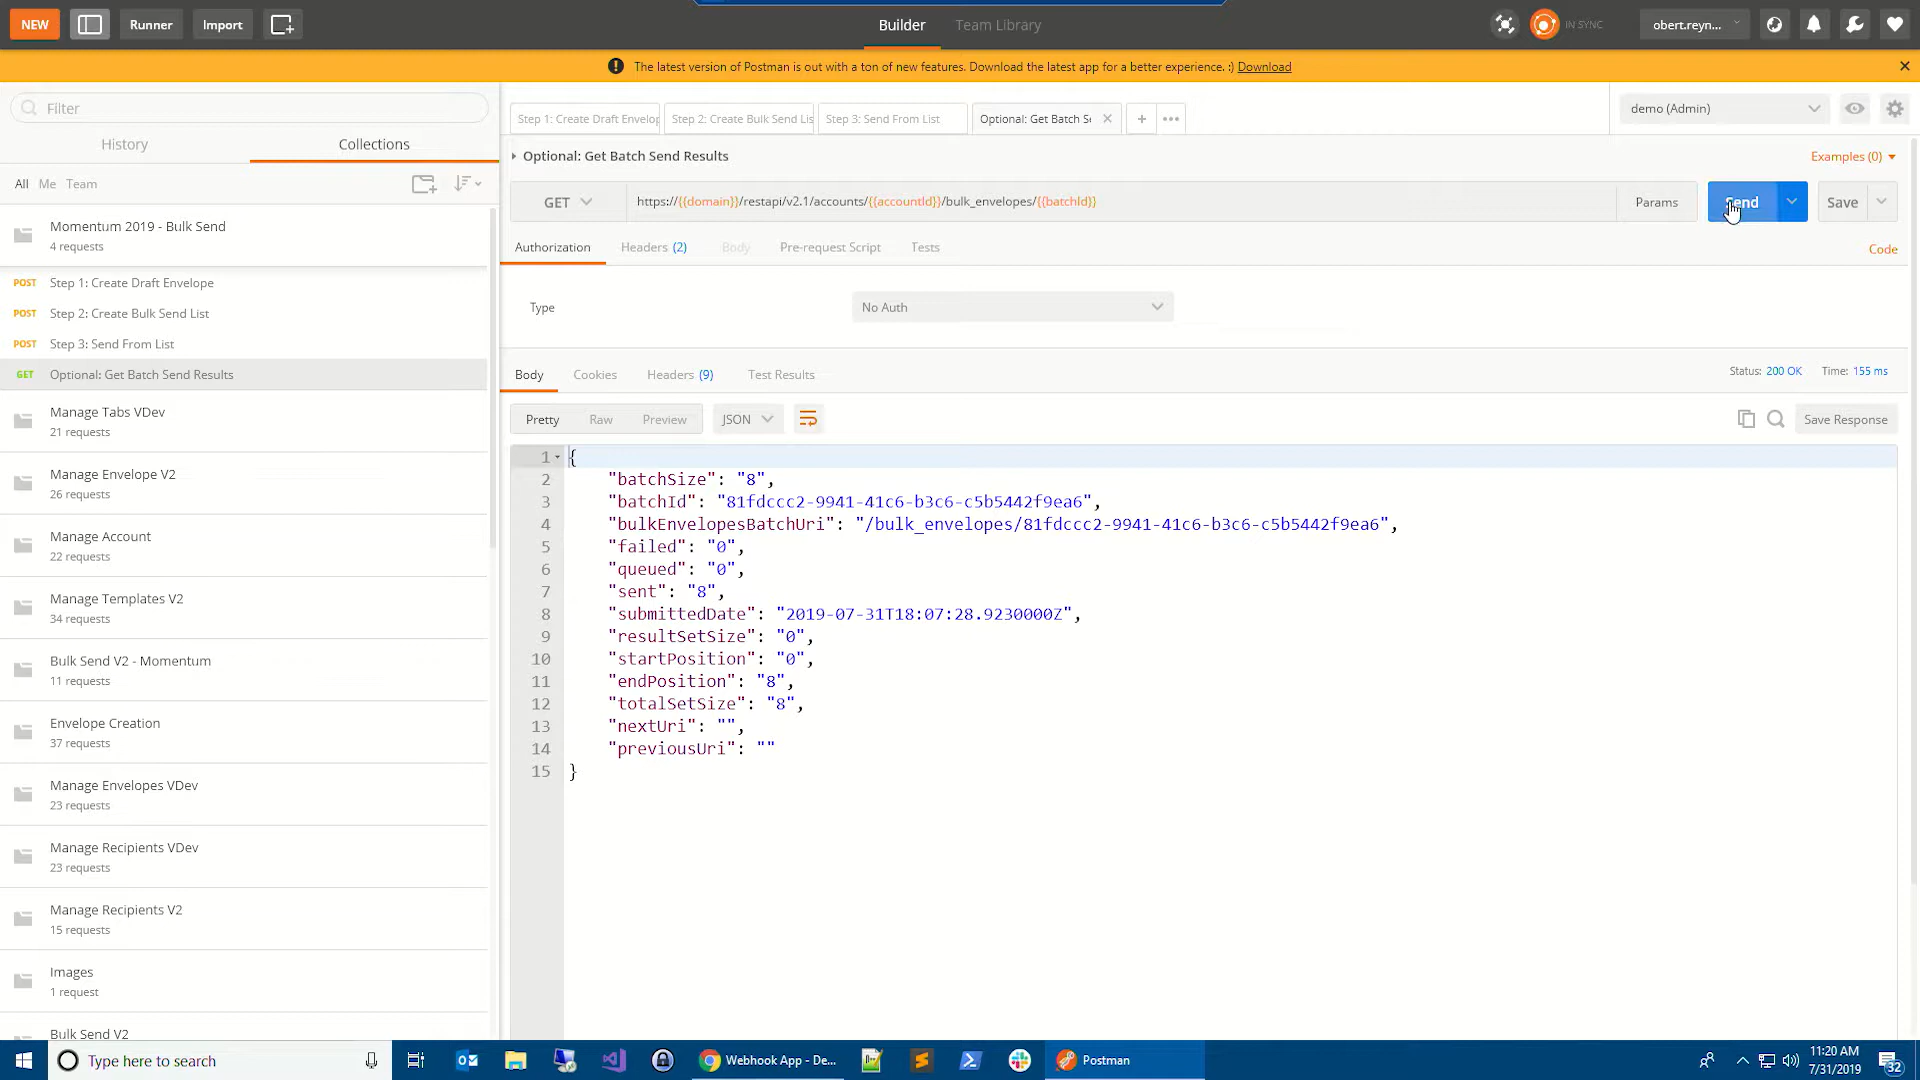 NEW
Runner
Import
Builder
Team Library
IN SYNC
obert.reyn...
The latest version of Postman is out with a ton of new features. Download the latest app for a better experience. :) Download
Filter
History
Collections
All Me Team
Momentum 2019 - Bulk Send
4 requests
POST Step 1: Create Draft Envelope
POST Step 2: Create Bulk Send List
POST Step 3: Send From List
GET Optional: Get Batch Send Results
Manage Tabs VDev
21 requests
Manage Envelope V2
26 requests
Manage Account
22 requests
Manage Templates V2
34 requests
Bulk Send V2 - Momentum
11 requests
Envelope Creation
37 requests
Manage Envelopes VDev
23 requests
Manage Recipients VDev
23 requests
Manage Recipients V2
15 requests
Images
1 request
Bulk Send V2
Step 1: Create Draft Envelop
Step 2: Create Bulk Send Lis
Step 3: Send From List
Optional: Get Batch S
demo (Admin)
Optional: Get Batch Send Results
Examples (0)
GET
https://{{domain}}/restapi/v2.1/accounts/{{accountId}}/bulk_envelopes/{{batchId}}
Params
Send
Save
Authorization
Headers (2)
Body
Pre-request Script
Tests
Code
Type
No Auth
Body
Cookies
Headers (9)
Test Results
Status: 200 OK
Time: 155 ms
Pretty
Raw
Preview
JSON
Save Response
1 {
2 "batchSize": "8",
3 "batchId": "81fdccc2-9941-41c6-b3c6-c5b5442f9ea6",
4 "bulkEnvelopesBatchUri": "/bulk_envelopes/81fdccc2-9941-41c6-b3c6-c5b5442f9ea6",
5 "failed": "0",
6 "queued": "0",
7 "sent": "8",
8 "submittedDate": "2019-07-31T18:07:28.9230000Z",
9 "resultSetSize": "0",
10 "startPosition": "0",
11 "endPosition": "8",
12 "totalSetSize": "8",
13 "nextUri": "",
14 "previousUri": ""
15 }
Type here to search
Webhook App - De...
Postman
11:20 AM
7/31/2019
32